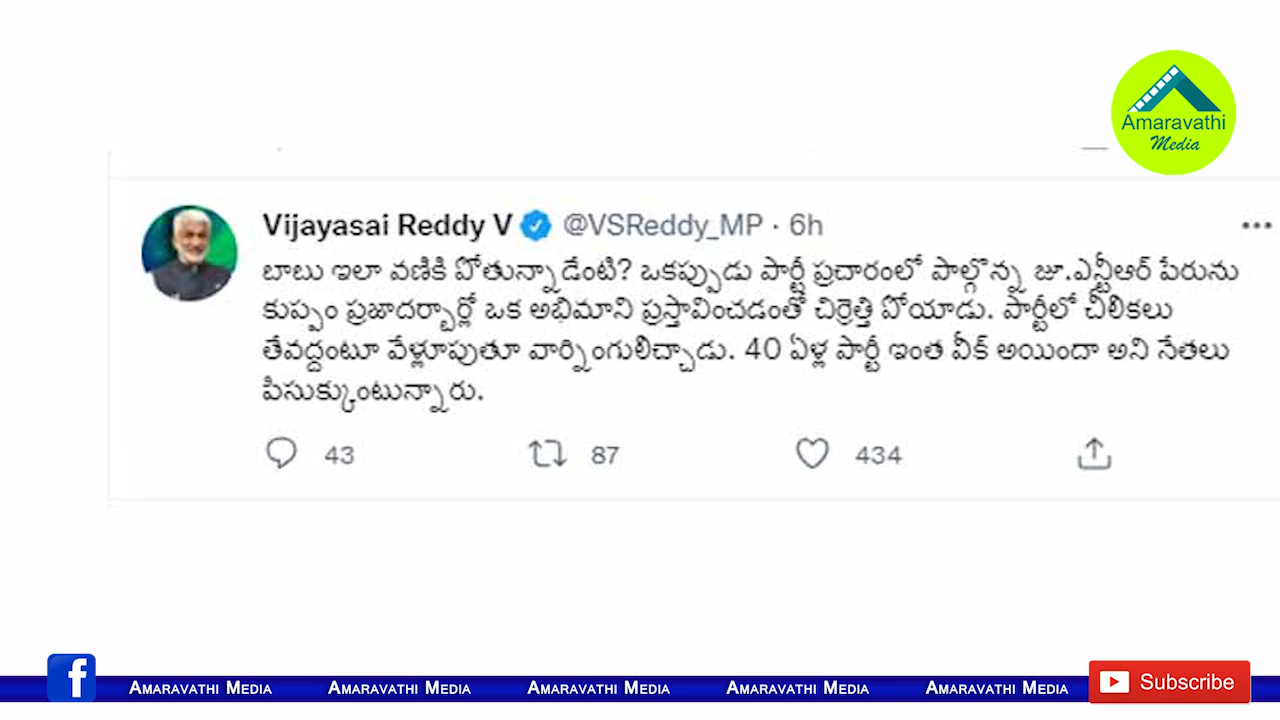 Amaravathi
Media
Vijayasai Reddy V @VSReddy_MP · 6h
బాబు ఇలా వణికి పోతున్నాడేంటి? ఒకప్పుడు పార్టీ ప్రచారంలో పాల్గొన్న జూ.ఎన్టీఆర్ పేరును
కుప్పం ప్రజాదర్బార్లో ఒక అభిమాని ప్రస్తావించడంతో చిర్రెత్తి పోయాడు. పార్టీలో చీలికలు
తేవద్దంటూ వేళ్లూపుతూ వార్నింగులిచ్చాడు. 40 ఏళ్ల పార్టీ ఇంత వీక్ అయిందా అని నేతలు
పిసుక్కుంటున్నారు.
43 87 434
f Amaravathi Media Amaravathi Media Amaravathi Media Amaravathi Media Amaravathi Media Subscribe